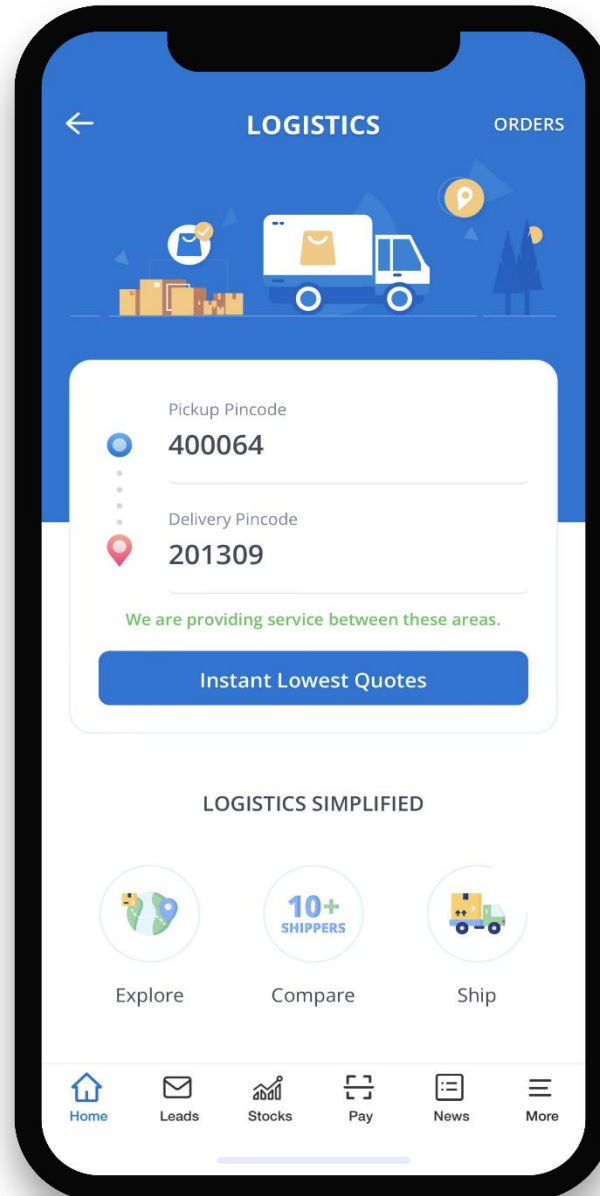 LOGISTICS
ORDERS
Pickup Pincode
400064
Delivery Pincode
201309
We are providing service between these areas.
Instant Lowest Quotes
LOGISTICS SIMPLIFIED
10+
SHIPPERS
Explore
Compare
Ship
Home
Leads
Stocks
Pay
News
More